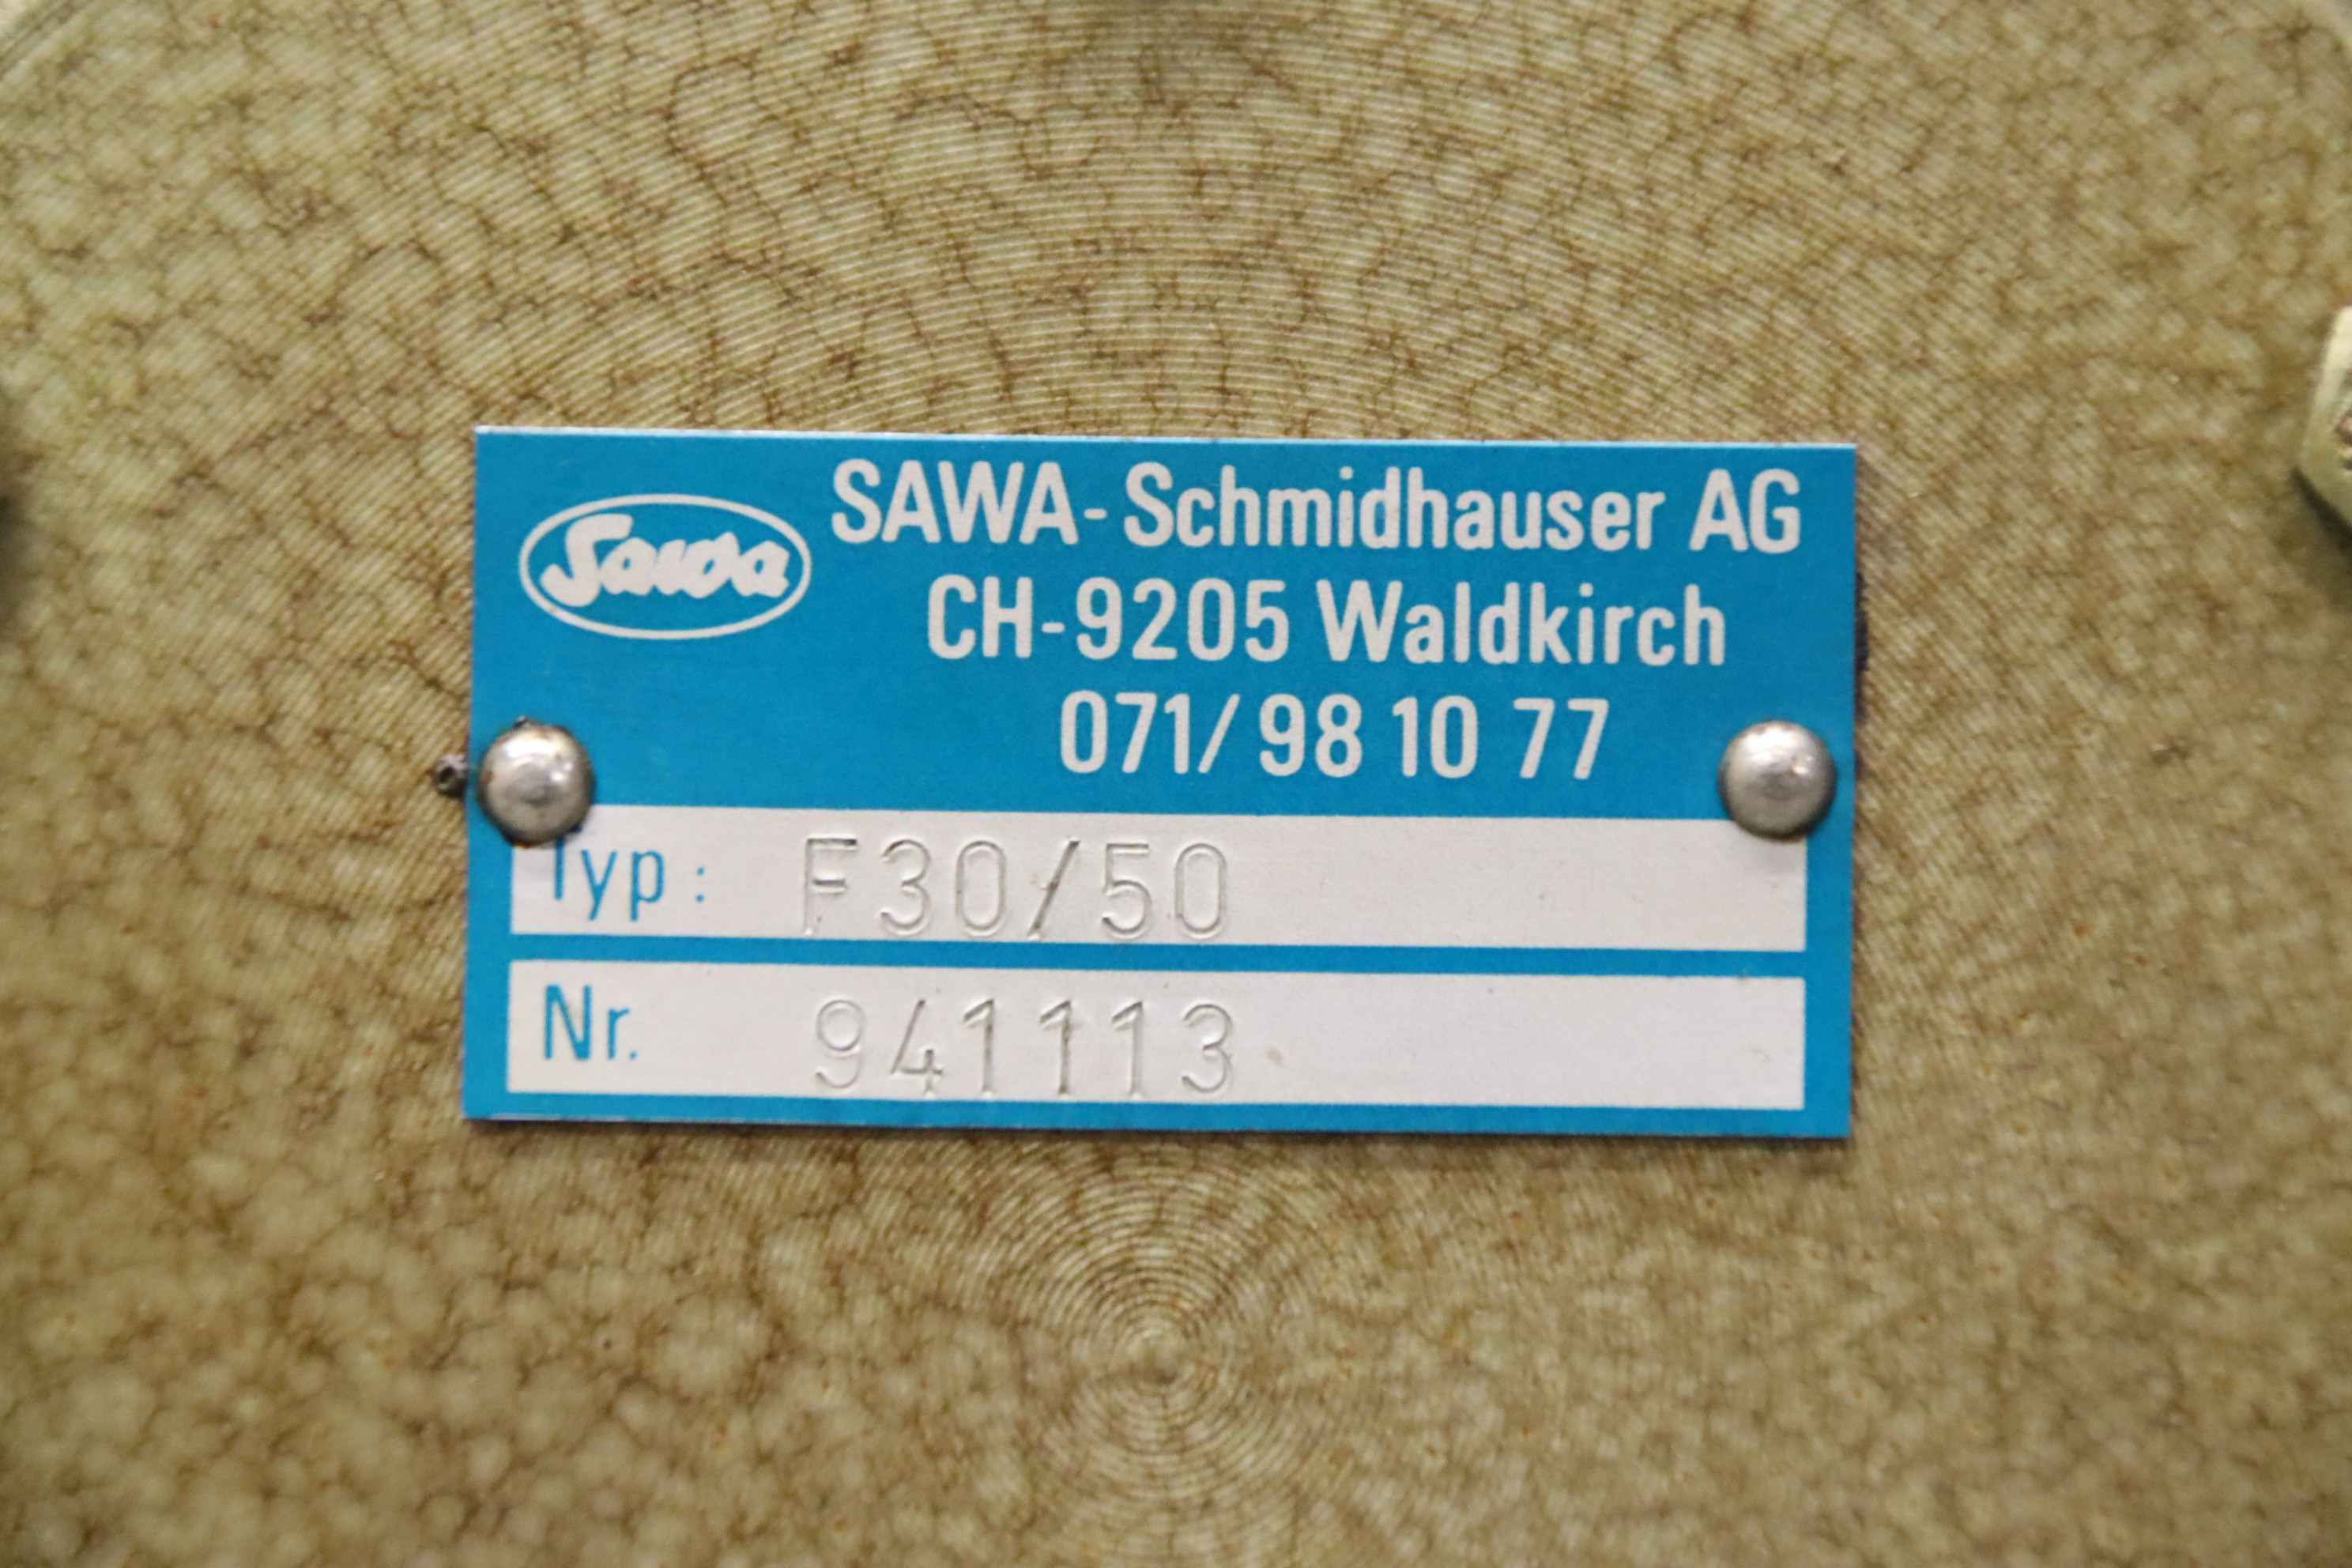 Sawa
SAWA-Schmidhauser AG
CH-9205 Waldkirch
071/98 10 77
Typ: F30/50
Nr. 941113